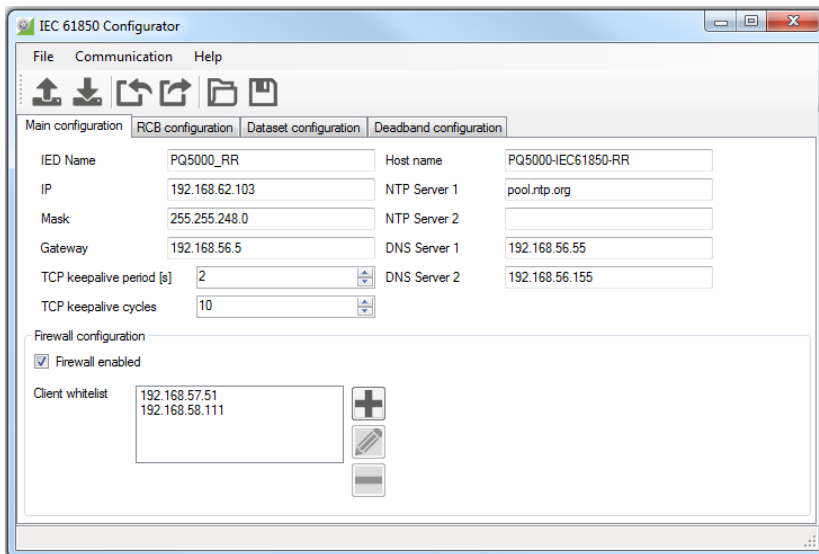 IEC 61850 Configurator
File Communication Help
Main configuration RCB configuration Dataset configuration Deadband configuration
IED Name PQ5000_RR Host name PQ5000-IEC61850-RR
IP 192.168.62.103 NTP Server 1 pool.ntp.org
Mask 255.255.248.0 NTP Server 2
Gateway 192.168.56.5 DNS Server 1 192.168.56.55
TCP keepalive period [s] 2 DNS Server 2 192.168.56.155
TCP keepalive cycles 10
Firewall configuration
Firewall enabled
Client whitelist 192.168.57.51
192.168.58.111